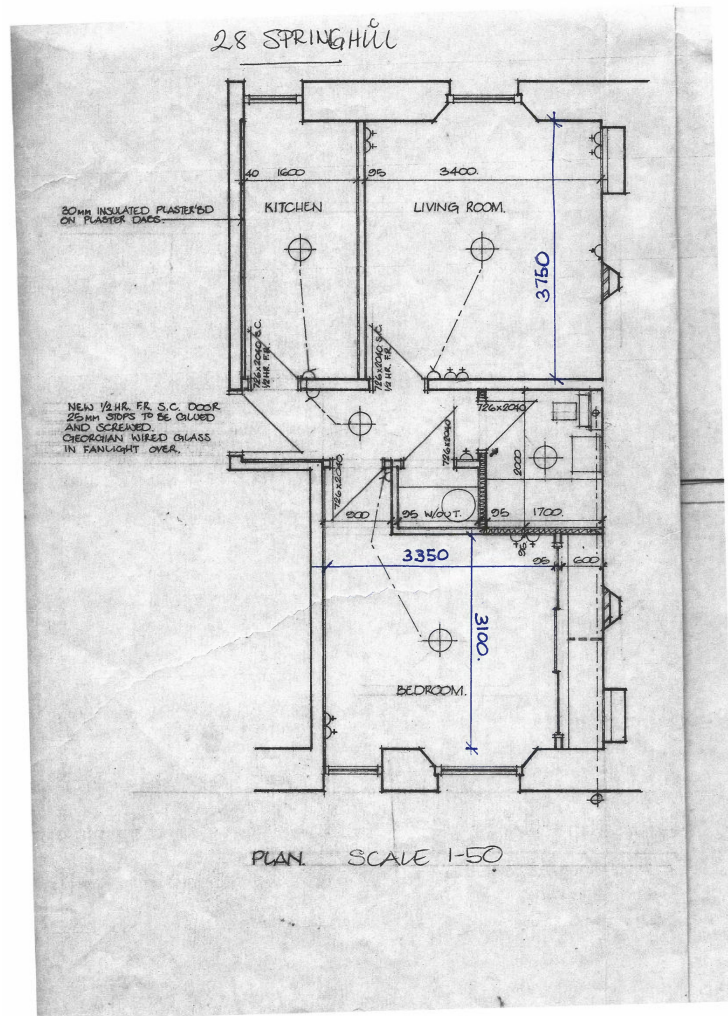 28 SPRINGHILL
40 1600 95 3400.
30MM INSULATED PLASTER'BD
ON PLASTER DABS.
KITCHEN
LIVING ROOM.
3750
726x2040 S.C.
1/2 HR. F.R.
726x2040 S.C.
1/2 HR. F.R.
NEW 1/2 HR. F.R. S.C. DOOR
25MM STOPS TO BE GLUED
AND SCREWED.
GEORGIAN WIRED GLASS
IN FANLIGHT OVER.
726x2040
726x2040
726x2040
2000
900 95 W/OUT. 95 1700.
95
3350 95 600
3100.
BEDROOM.
PLAN. SCALE 1-50